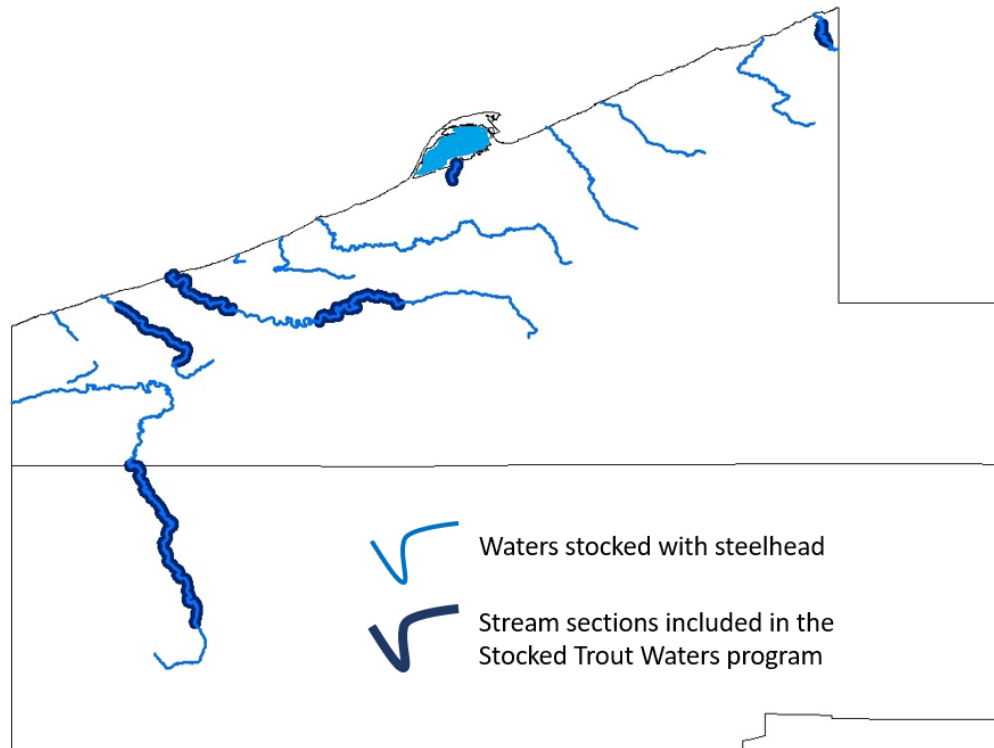 Waters stocked with steelhead
Stream sections included in the
Stocked Trout Waters program